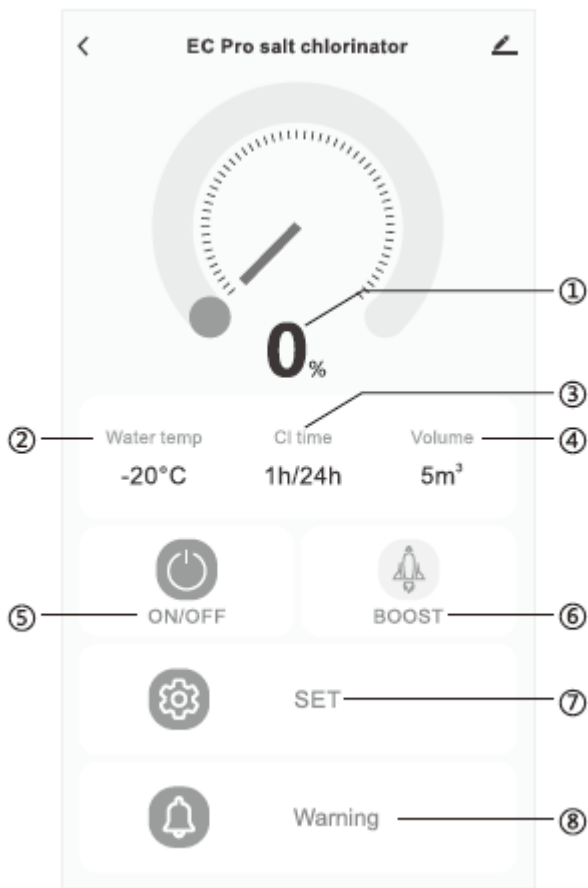 EC Pro salt chlorinator
①
0%
③
② Water temp Cl time Volume ④
-20°C 1h/24h 5m³
⑤ ON/OFF BOOST ⑥
SET ⑦
Warning ⑧